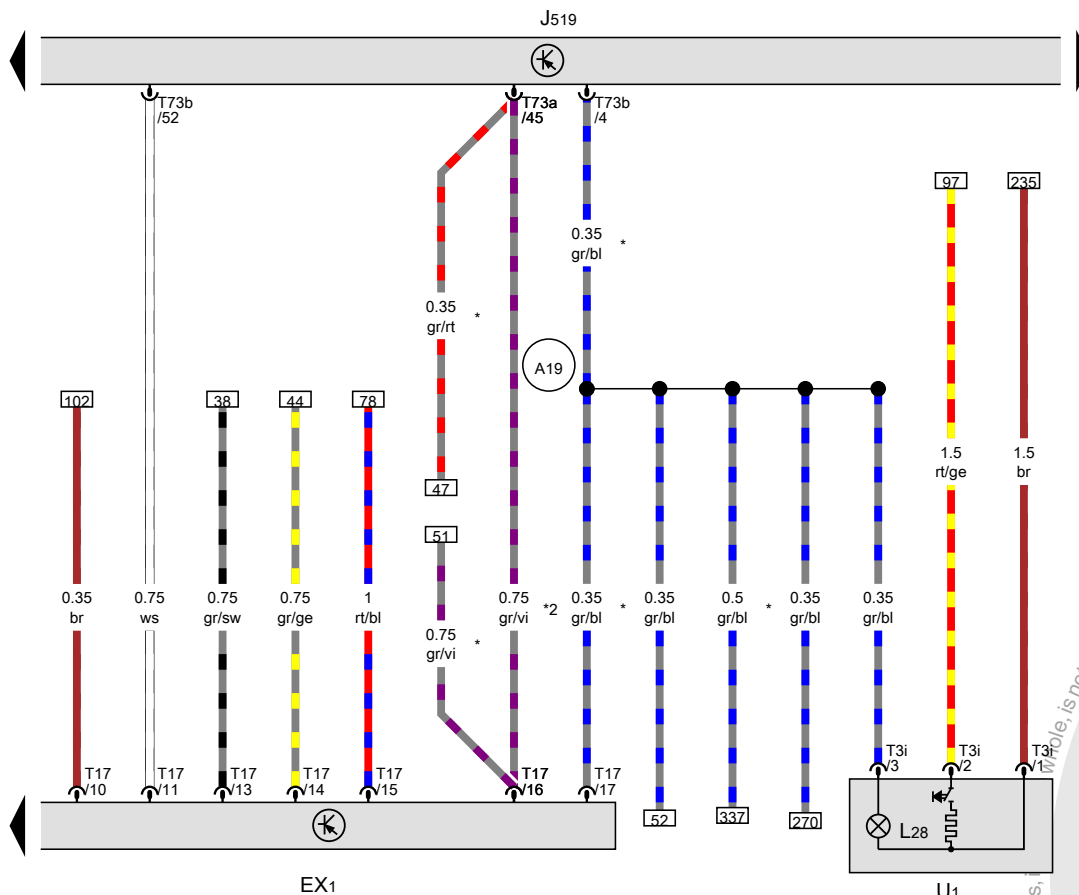 J519
T73b
/52
T73a
/45
T73b
/4
97
235
0.35
gr/bl *
0.35
gr/rt *
A19
102
38
44
78
1.5
rt/ge
1.5
br
47
51
0.35
br
0.75
ws
0.75
gr/sw
0.75
gr/ge
1
rt/bl
0.75
gr/vi *
0.75
gr/vi *2
0.35
gr/bl *
0.35
gr/bl
0.5
gr/bl *
0.35
gr/bl
0.35
gr/bl
T17
/10
T17
/11
T17
/13
T17
/14
T17
/15
T17
/16
T17
/17
T3i
/3
T3i
/2
T3i
/1
52
337
270
L28
EX1
U1
whole, is not
s, i